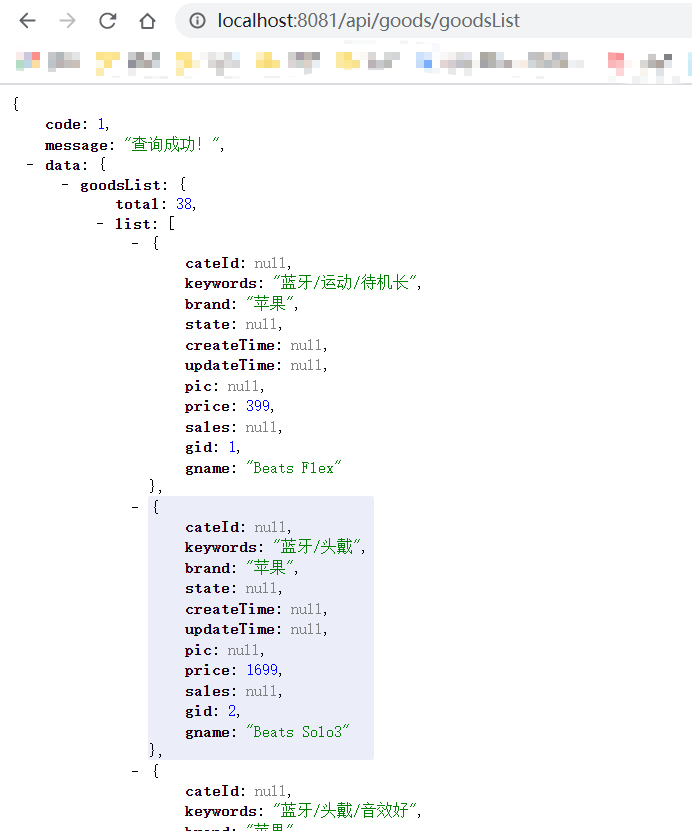 localhost:8081/api/goods/goodsList
{
code: 1,
message: "查询成功！",
- data: {
- goodsList: {
total: 38,
- list: [
- {
cateId: null,
keywords: "蓝牙/运动/待机长",
brand: "苹果",
state: null,
createTime: null,
updateTime: null,
pic: null,
price: 399,
sales: null,
gid: 1,
gname: "Beats Flex"
},
- {
cateId: null,
keywords: "蓝牙/头戴",
brand: "苹果",
state: null,
createTime: null,
updateTime: null,
pic: null,
price: 1699,
sales: null,
gid: 2,
gname: "Beats Solo3"
},
- {
cateId: null,
keywords: "蓝牙/头戴/音效好",
brand: "苹果"